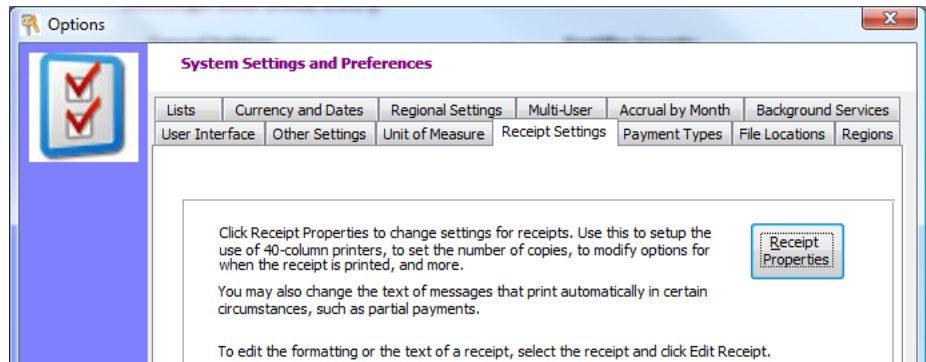 Options
X
System Settings and Preferences
Lists Currency and Dates Regional Settings Multi-User Accrual by Month Background Services
User Interface Other Settings Unit of Measure Receipt Settings Payment Types File Locations Regions
Click Receipt Properties to change settings for receipts. Use this to setup the
use of 40-column printers, to set the number of copies, to modify options for
when the receipt is printed, and more.
Receipt
Properties
You may also change the text of messages that print automatically in certain
circumstances, such as partial payments.
To edit the formatting or the text of a receipt, select the receipt and click Edit Receipt.